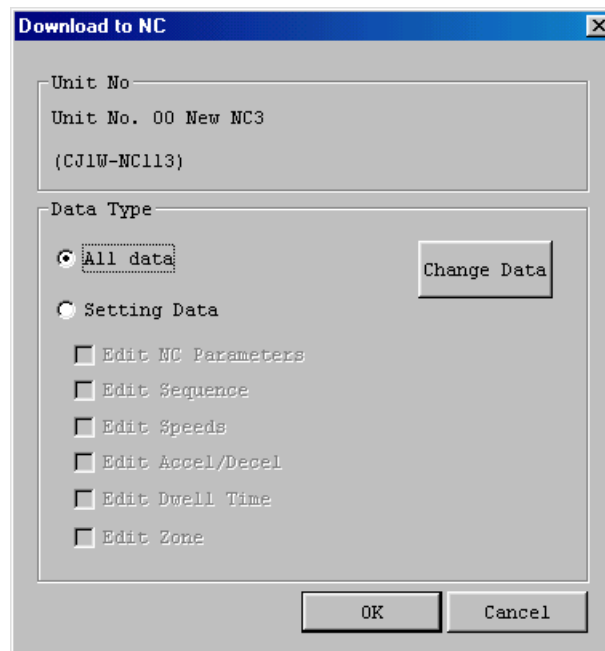 Download to NC
Unit No
Unit No. 00 New NC3
(CJ1W-NC113)
Data Type
All data
Change Data
Setting Data
Edit NC Parameters
Edit Sequence
Edit Speeds
Edit Accel/Decel
Edit Dwell Time
Edit Zone
OK
Cancel